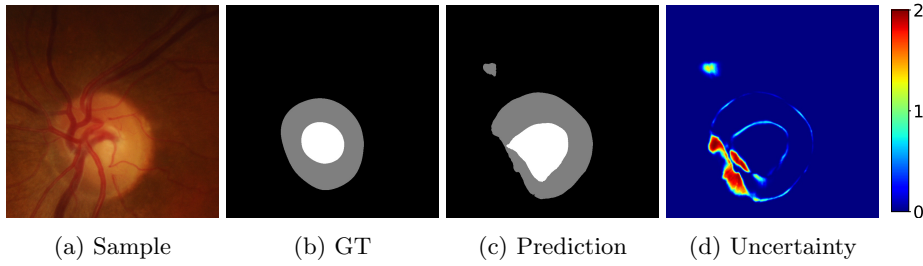 2
1
0
(a) Sample
(b) GT
(c) Prediction
(d) Uncertainty